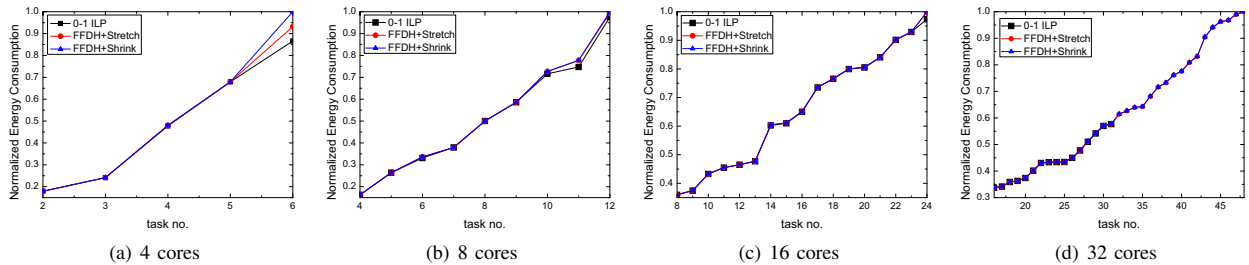 1.0
0.9
0.8
0.7
0.6
0.5
0.4
0.3
0.2
Normalized Energy Consumption
0-1 ILP
FFDH+Stretch
FFDH+Shrink
2 3 4 5 6
task no.
(a) 4 cores
1.0
0.9
0.8
0.7
0.6
0.5
0.4
0.3
0.2
Normalized Energy Consumption
0-1 ILP
FFDH+Stretch
FFDH+Shrink
4 6 8 10 12
task no.
(b) 8 cores
1.0
0.9
0.8
0.7
0.6
0.5
0.4
Normalized Energy Consumption
0-1 ILP
FFDH+Stretch
FFDH+Shrink
8 10 12 14 16 18 20 22 24
task no.
(c) 16 cores
1.0
0.9
0.8
0.7
0.6
0.5
0.4
0.3
Normalized Energy Consumption
0-1 ILP
FFDH+Stretch
FFDH+Shrink
20 25 30 35 40 45
task no.
(d) 32 cores